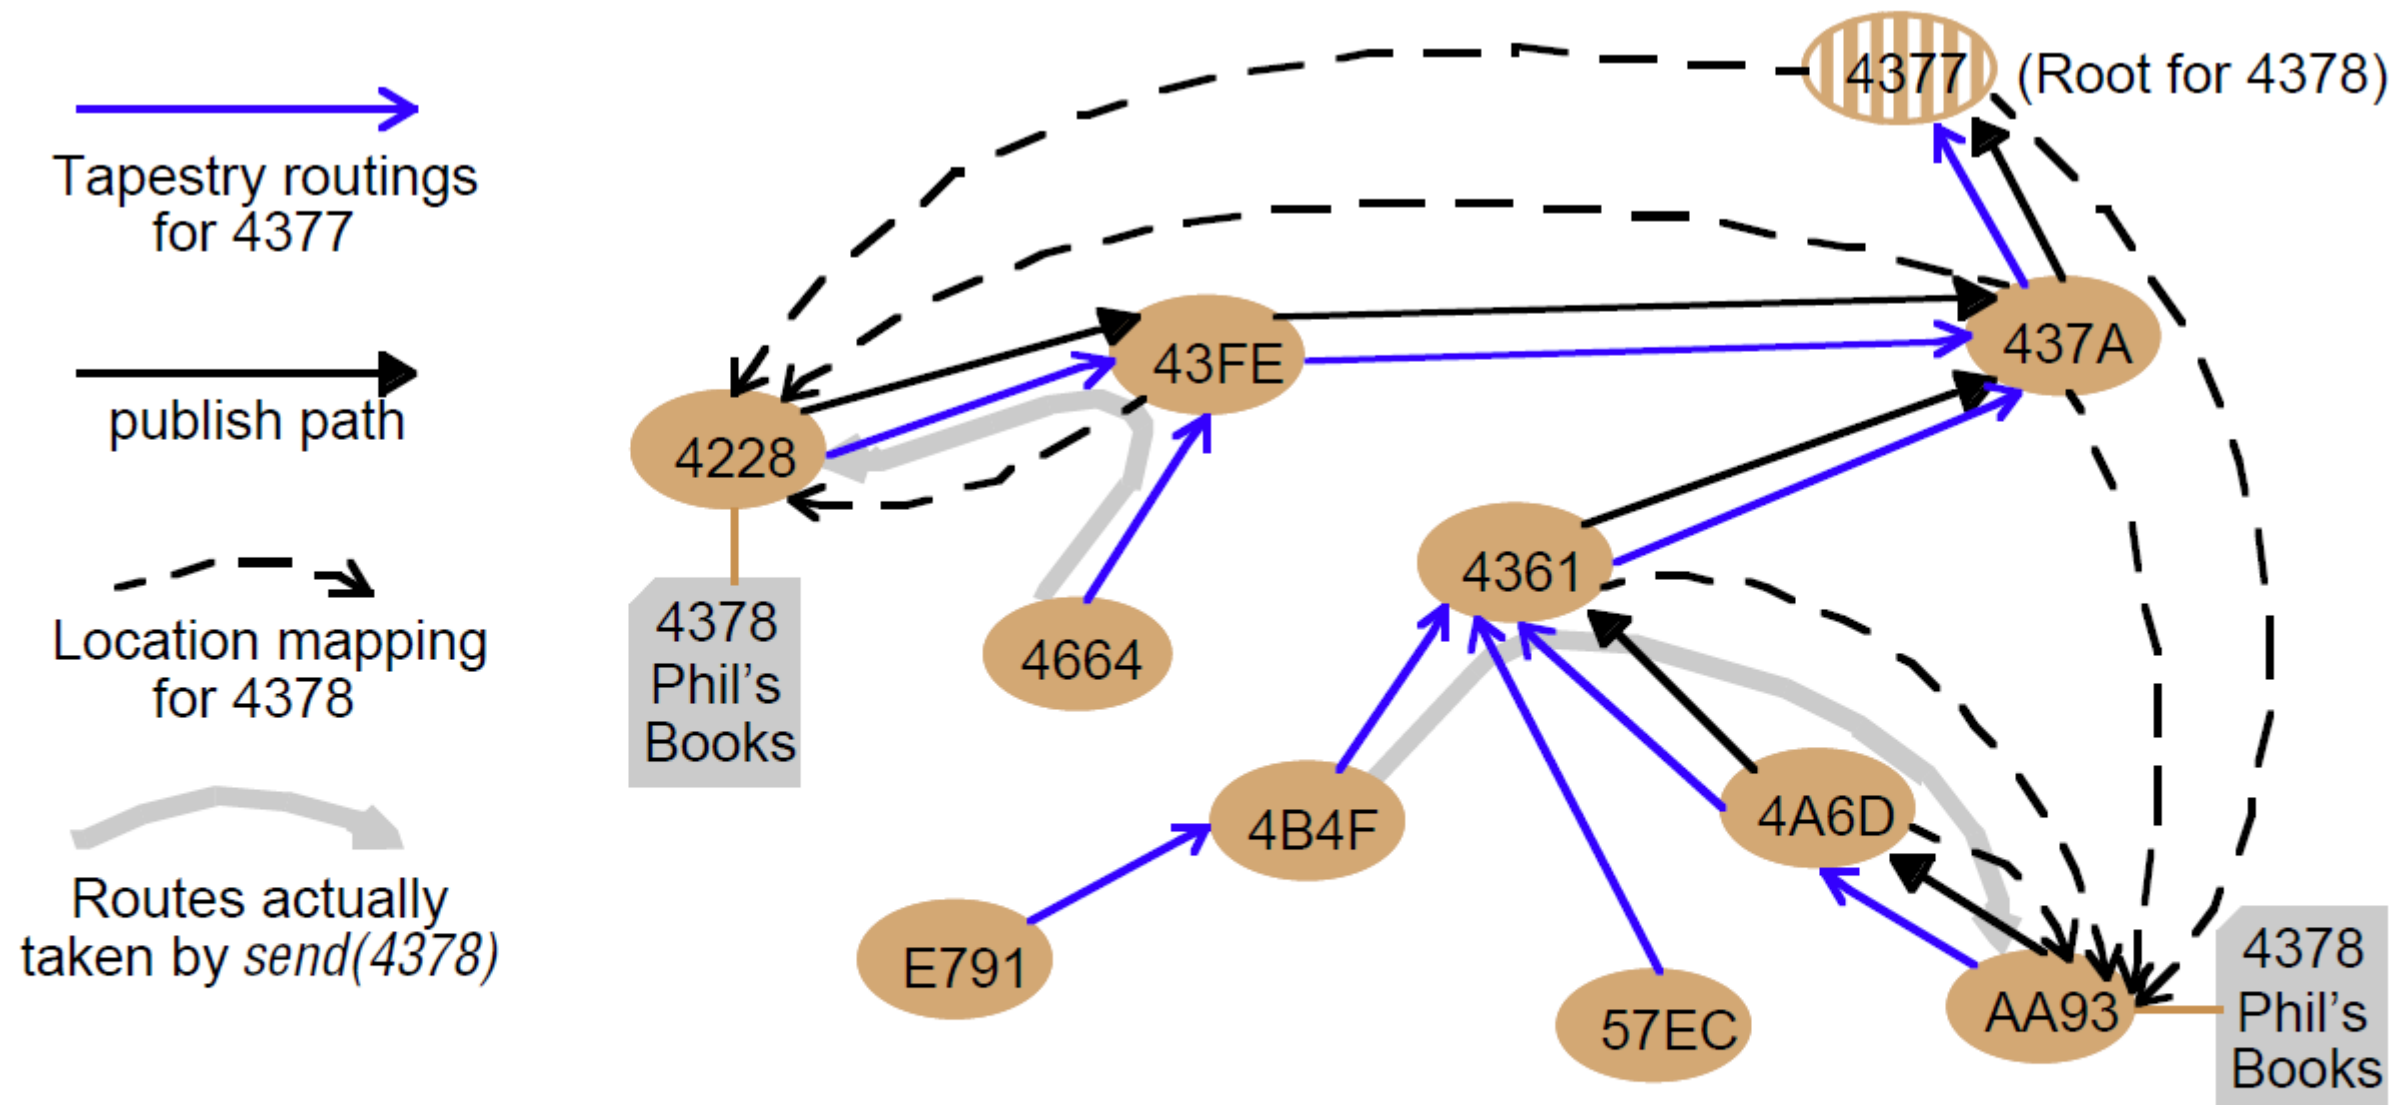 Tapestry routings
for 4377
publish path
Location mapping
for 4378
Routes actually
taken by send(4378)
4377
(Root for 4378)
437A
43FE
4228
4378
Phil's
Books
4664
4361
4B4F
4A6D
E791
57EC
AA93
4378
Phil's
Books